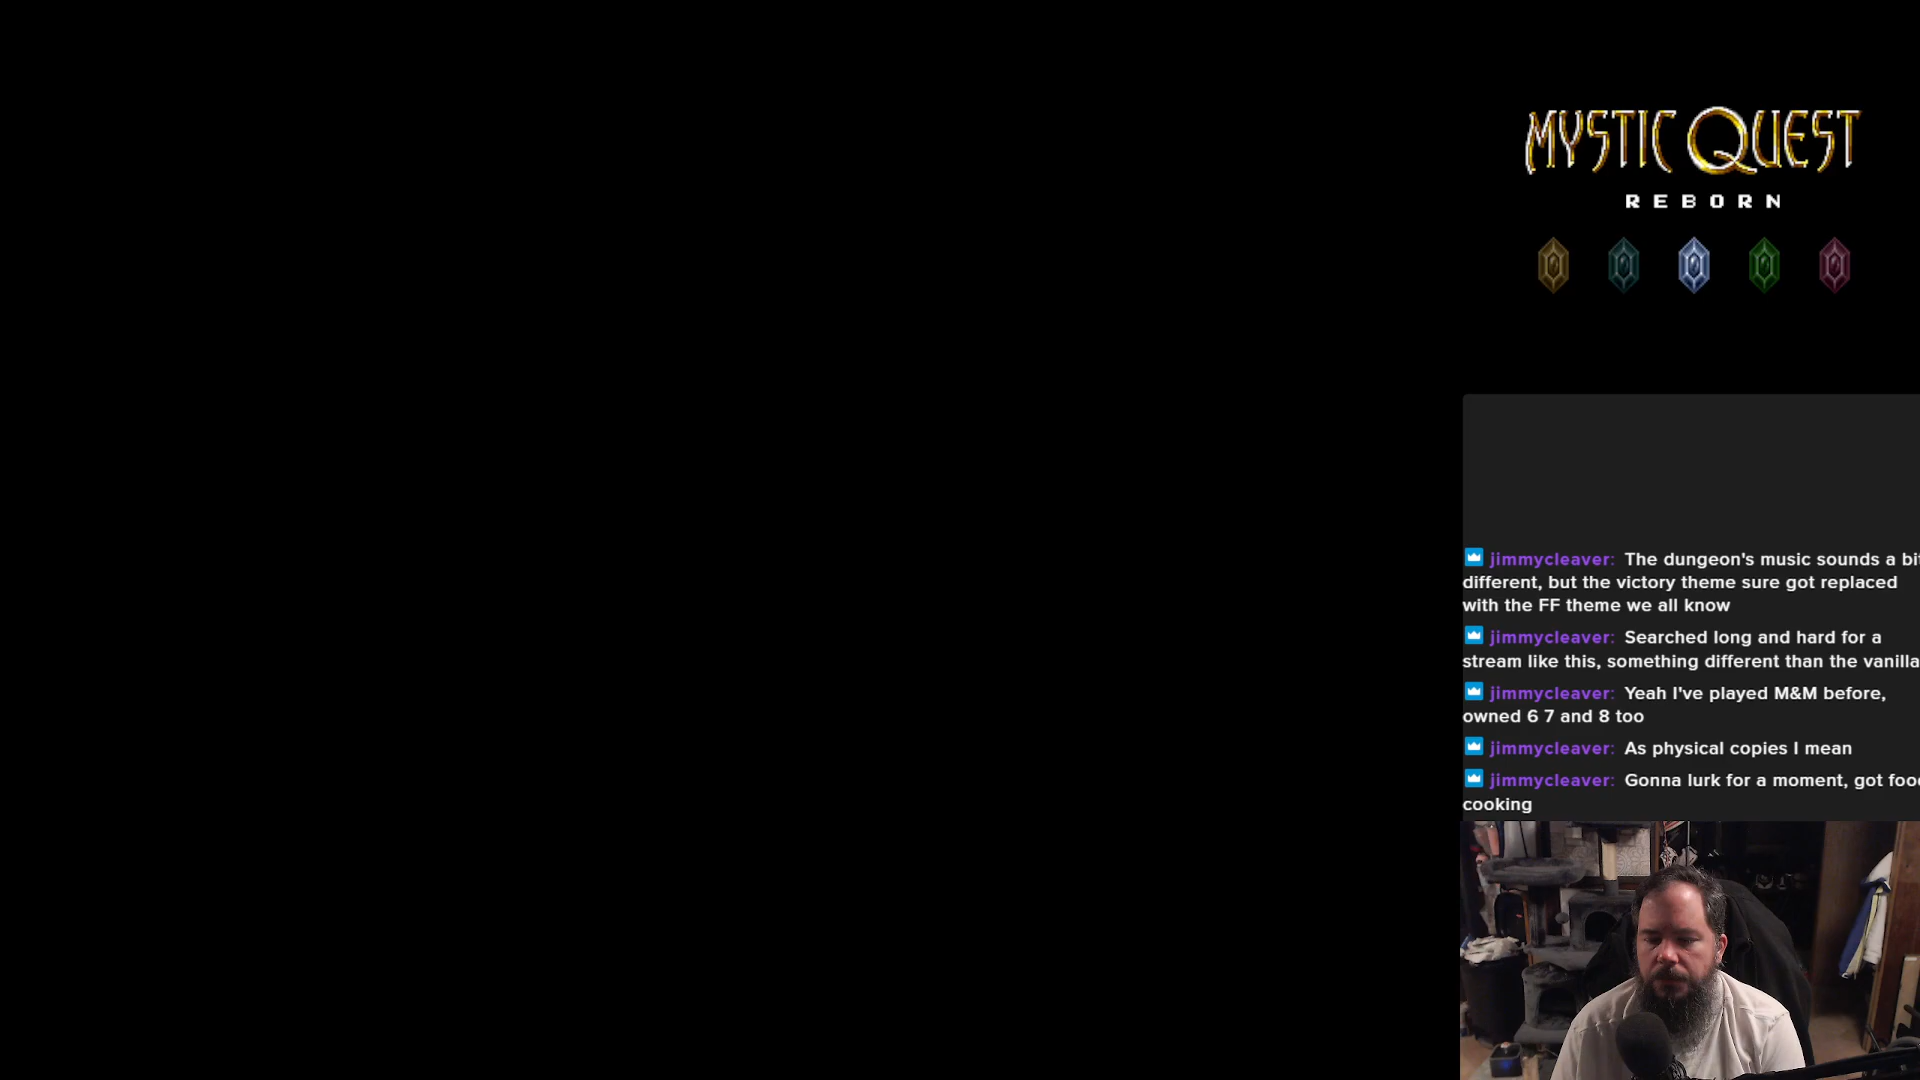 MYSTIC QUEST
REBORN
jimmycleaver: The dungeon's music sounds a bit
different, but the victory theme sure got replaced
with the FF theme we all know
jimmycleaver: Searched long and hard for a
stream like this, something different than the vanilla
jimmycleaver: Yeah I've played M&M before,
owned 6 7 and 8 too
jimmycleaver: As physical copies I mean
jimmycleaver: Gonna lurk for a moment, got food
cooking